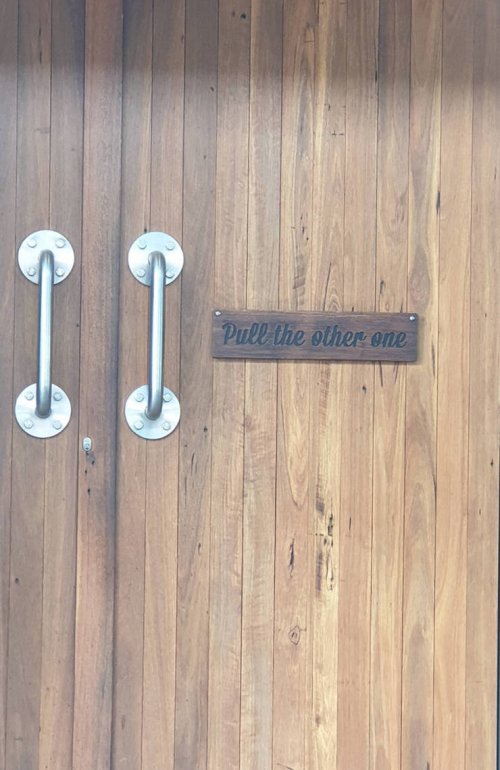 Pull the other one